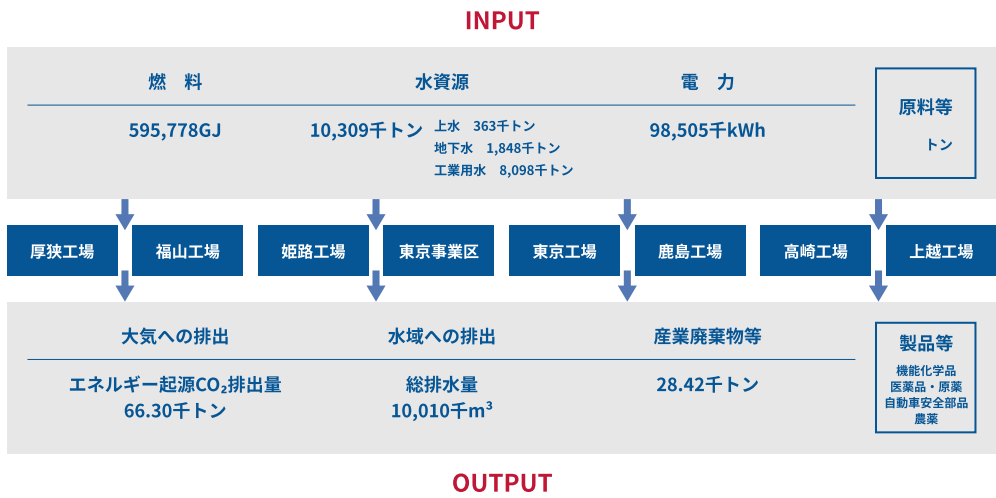 INPUT
燃　料
595,778GJ
水資源
10,309千トン
上水　363千トン
地下水　1,848千トン
工業用水　8,098千トン
電　力
98,505千kWh
原料等
トン
厚狭工場
福山工場
姫路工場
東京事業区
東京工場
鹿島工場
高崎工場
上越工場
大気への排出
エネルギー起源CO₂排出量
66.30千トン
水域への排出
総排水量
10,010千m³
産業廃棄物等
28.42千トン
製品等
機能化学品
医薬品・原薬
自動車安全部品
農薬
OUTPUT